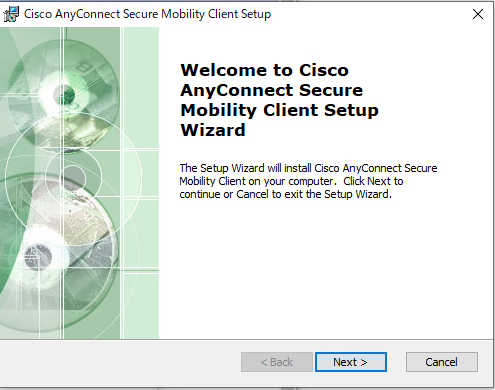 Cisco AnyConnect Secure Mobility Client Setup
Welcome to Cisco
AnyConnect Secure
Mobility Client Setup
Wizard
The Setup Wizard will install Cisco AnyConnect Secure
Mobility Client on your computer. Click Next to
continue or Cancel to exit the Setup Wizard.
< Back
Next >
Cancel